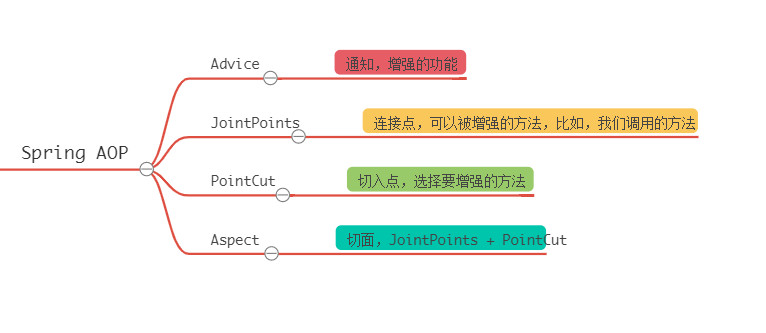 Advice
通知，增强的功能
JointPoints
连接点，可以被增强的方法，比如，我们调用的方法
Spring AOP
PointCut
切入点，选择要增强的方法
Aspect
切面，JointPoints + PointCut